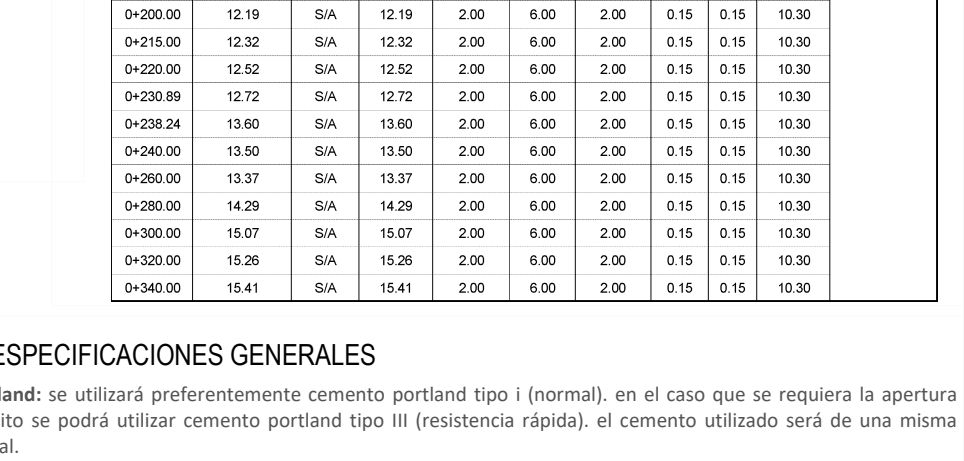 0+200.00 12.19 S/A 12.19 2.00 6.00 2.00 0.15 0.15 10.30
0+215.00 12.32 S/A 12.32 2.00 6.00 2.00 0.15 0.15 10.30
0+220.00 12.52 S/A 12.52 2.00 6.00 2.00 0.15 0.15 10.30
0+230.89 12.72 S/A 12.72 2.00 6.00 2.00 0.15 0.15 10.30
0+238.24 13.60 S/A 13.60 2.00 6.00 2.00 0.15 0.15 10.30
0+240.00 13.50 S/A 13.50 2.00 6.00 2.00 0.15 0.15 10.30
0+260.00 13.37 S/A 13.37 2.00 6.00 2.00 0.15 0.15 10.30
0+280.00 14.29 S/A 14.29 2.00 6.00 2.00 0.15 0.15 10.30
0+300.00 15.07 S/A 15.07 2.00 6.00 2.00 0.15 0.15 10.30
0+320.00 15.26 S/A 15.26 2.00 6.00 2.00 0.15 0.15 10.30
0+340.00 15.41 S/A 15.41 2.00 6.00 2.00 0.15 0.15 10.30
ESPECIFICACIONES GENERALES
land: se utilizará preferentemente cemento portland tipo i (normal). en el caso que se requiera la apertura
ito se podrá utilizar cemento portland tipo III (resistencia rápida). el cemento utilizado será de una misma
al.